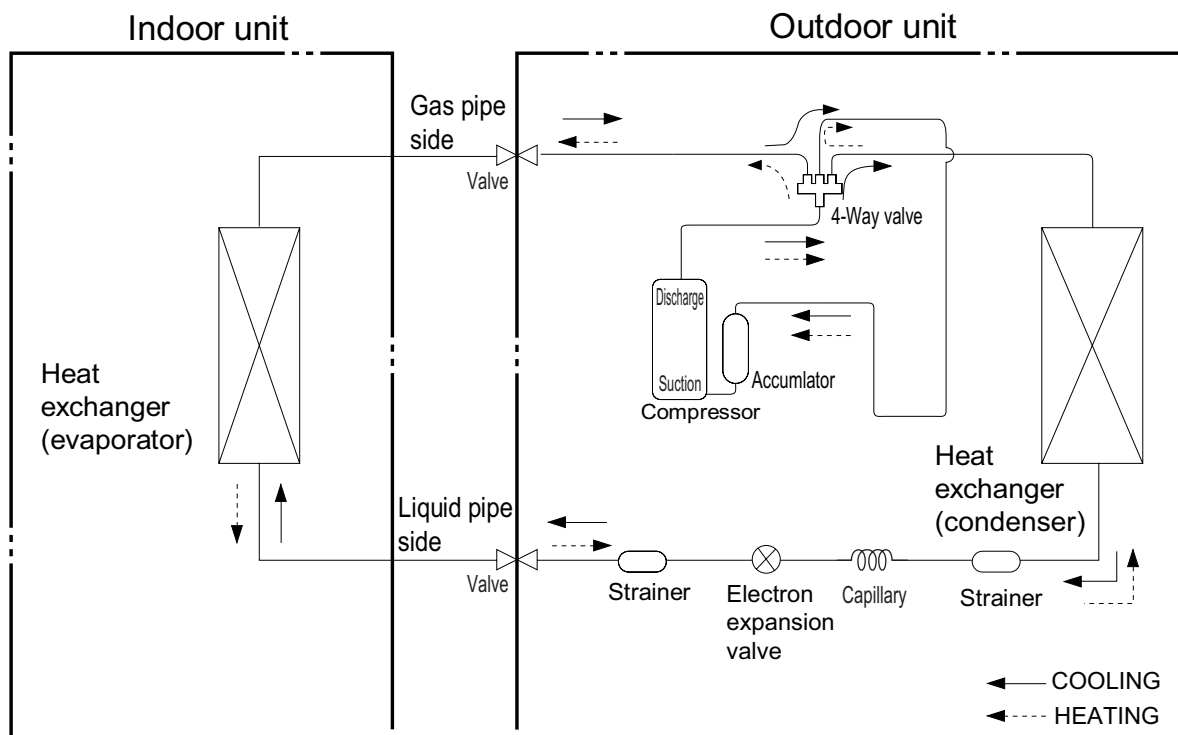 Indoor unit
Outdoor unit
Gas pipe
side
Valve
4-Way valve
Discharge
Suction
Compressor
Accumlator
Heat
exchanger
(evaporator)
Heat
exchanger
(condenser)
Liquid pipe
side
Valve
Strainer
Electron
expansion
valve
Capillary
Strainer
COOLING
HEATING